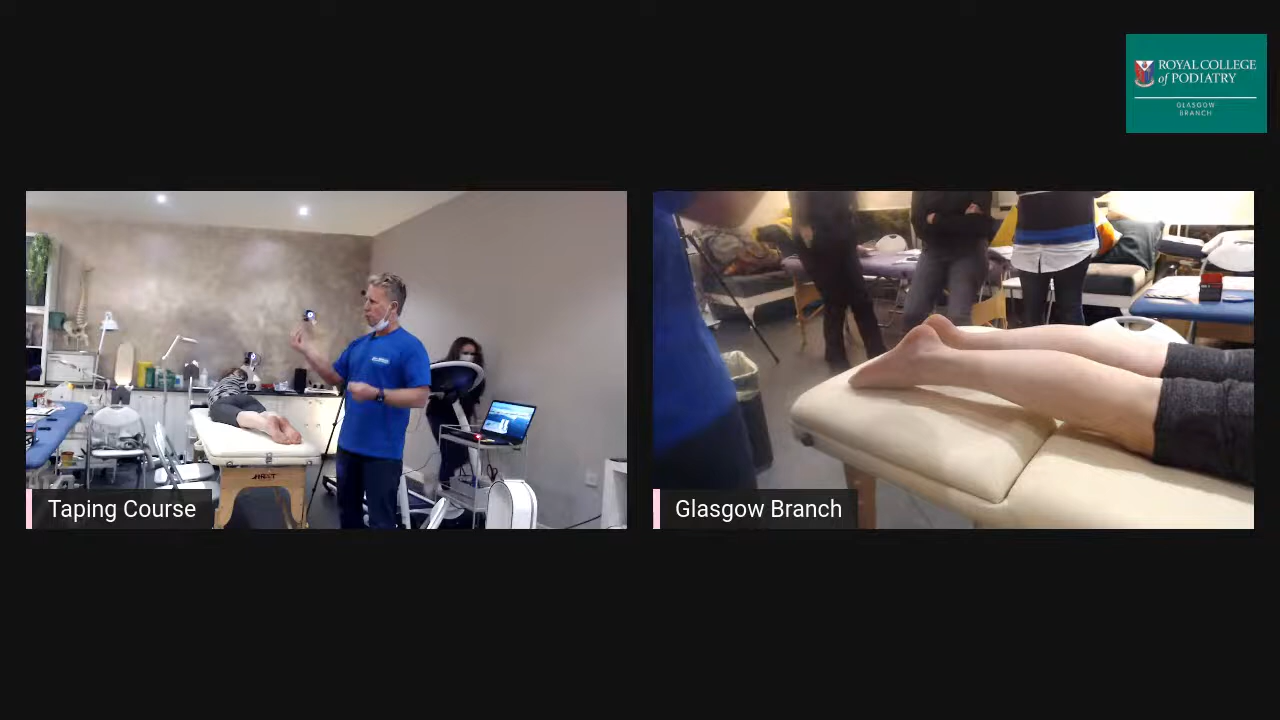 ROYAL COLLEGE
of PODIATRY
GLASGOW
BRANCH
Taping Course
Glasgow Branch